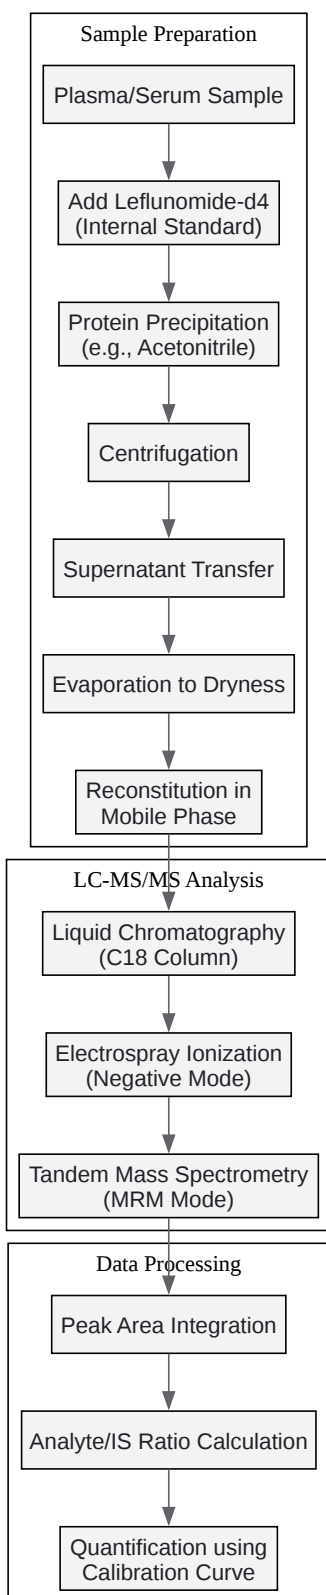 Sample Preparation
Plasma/Serum Sample
Add Leflunomide-d4
(Internal Standard)
Protein Precipitation
(e.g., Acetonitrile)
Centrifugation
Supernatant Transfer
Evaporation to Dryness
Reconstitution in
Mobile Phase
LC-MS/MS Analysis
Liquid Chromatography
(C18 Column)
Electrospray Ionization
(Negative Mode)
Tandem Mass Spectrometry
(MRM Mode)
Data Processing
Peak Area Integration
Analyte/IS Ratio Calculation
Quantification using
Calibration Curve